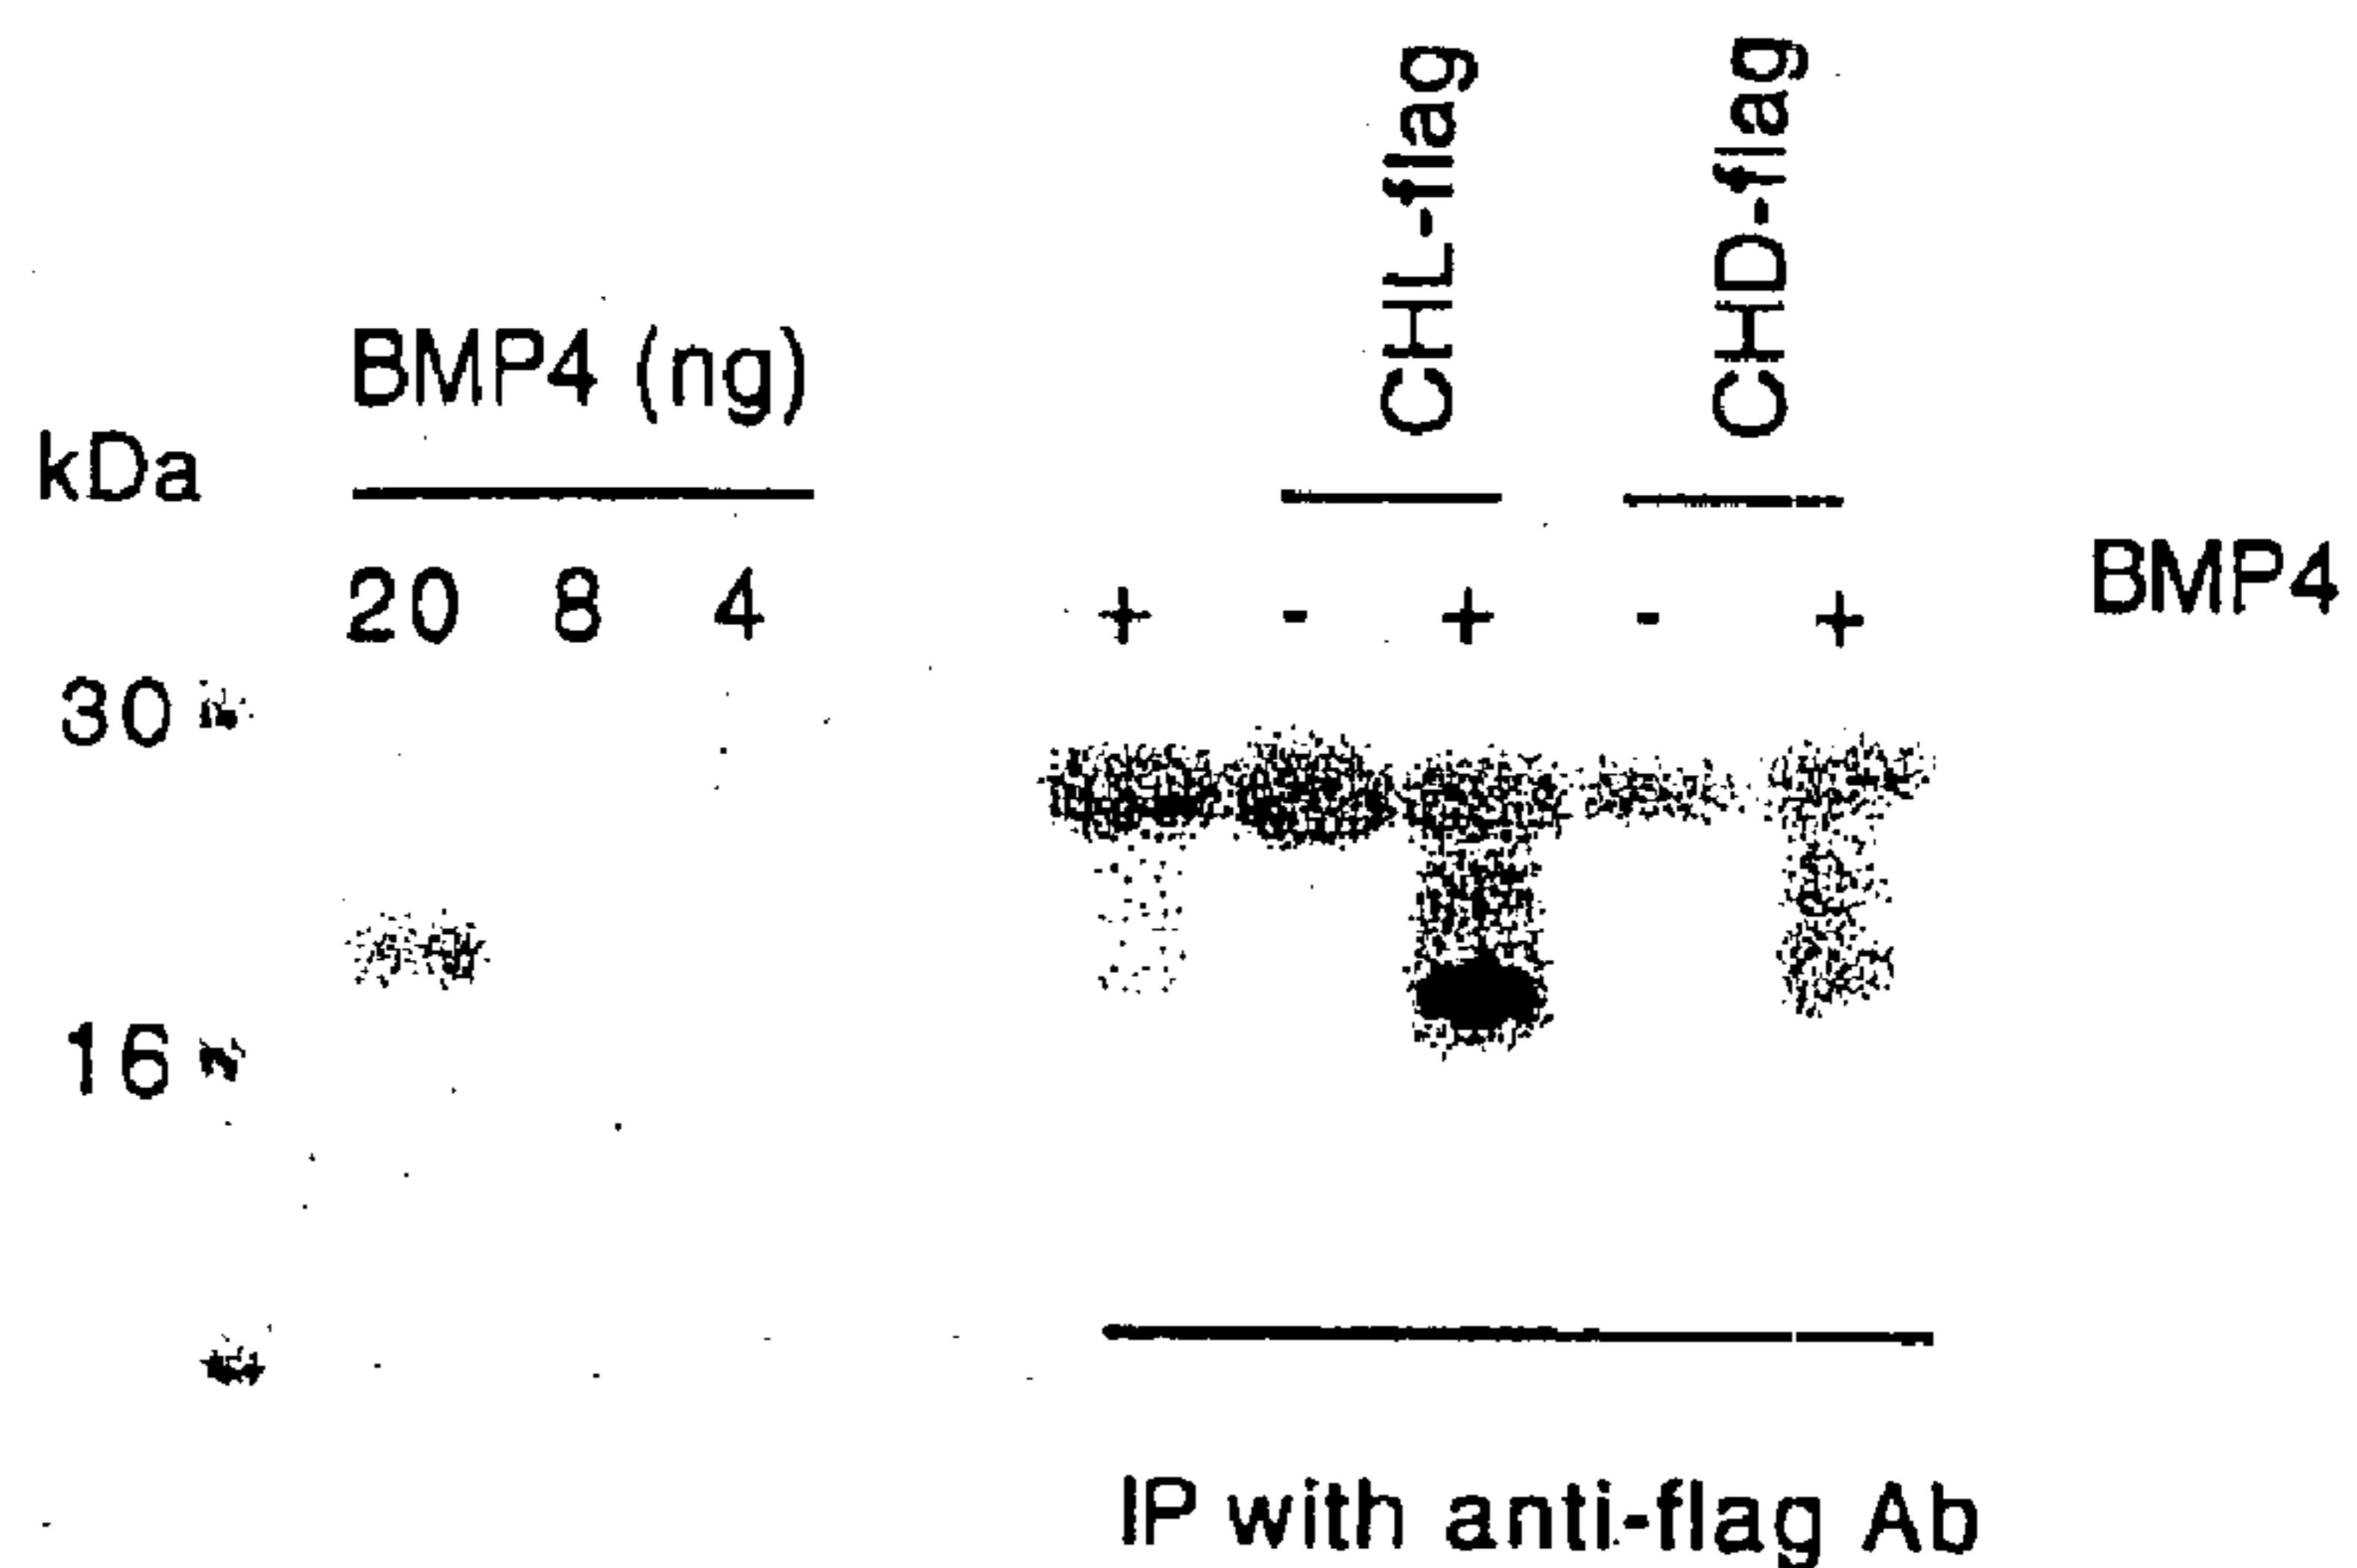 CHL-flag
CHD-flag
BMP4 (ng)
kDa
20 8 4 + - + - + BMP4
30
16
IP with anti-flag Ab